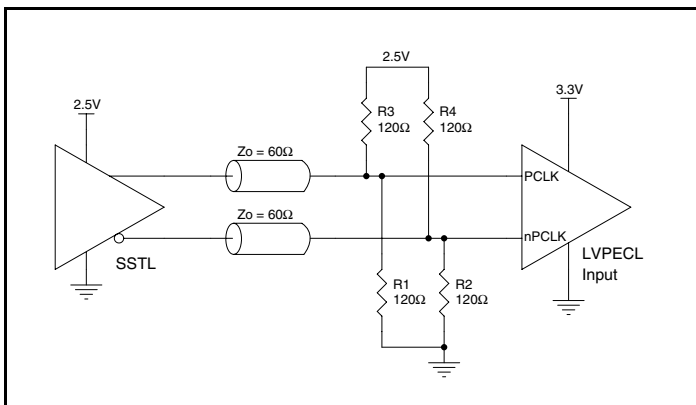 2.5V
2.5V
3.3V
R3
120Ω
R4
120Ω
Zo = 60Ω
PCLK
Zo = 60Ω
nPCLK
SSTL
LVPECL
Input
R1
120Ω
R2
120Ω